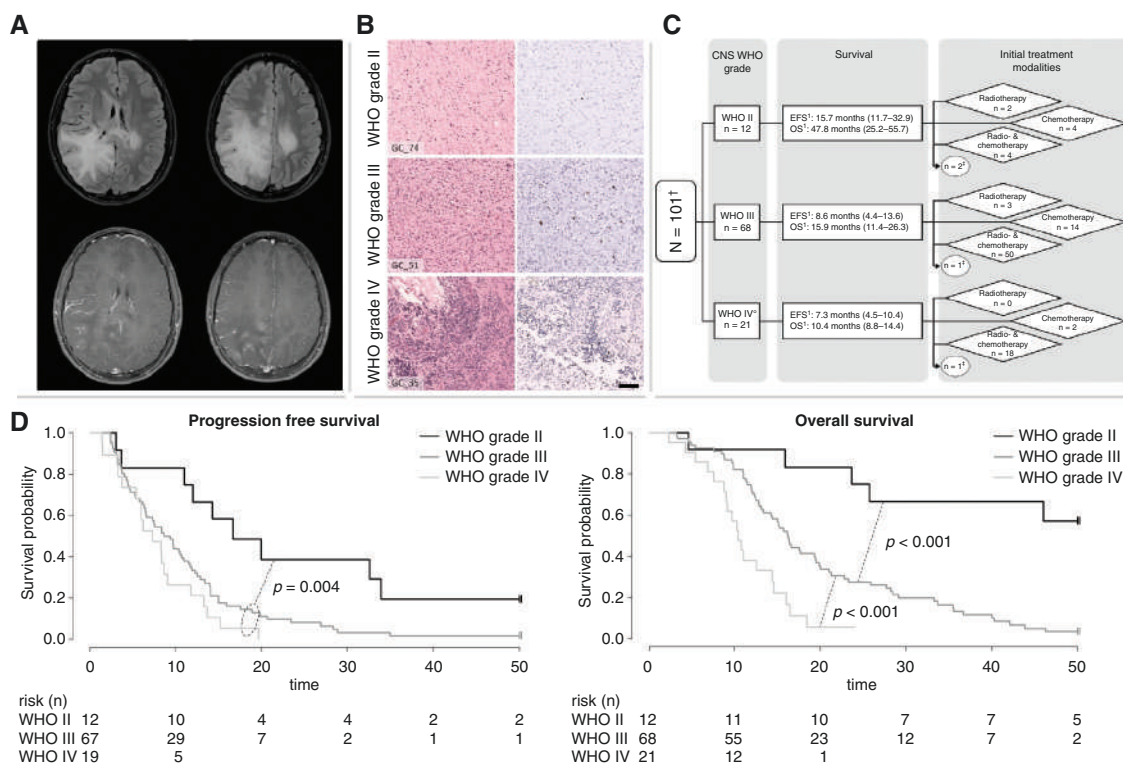 A
B
WHO grade II
GC_74
WHO grade III
GC_51
WHO grade IV
GC_35
C
CNS WHO
grade
Survival
Initial treatment
modalities
N = 101†
WHO II
n = 12
EFS¹: 15.7 months (11.7–32.9)
OS¹: 47.8 months (25.2–55.7)
Radiotherapy
n = 2
Chemotherapy
n = 4
Radio- &
chemotherapy
n = 4
n = 2‡
WHO III
n = 68
EFS¹: 8.6 months (4.4–13.6)
OS¹: 15.9 months (11.4–26.3)
Radiotherapy
n = 3
Chemotherapy
n = 14
Radio- &
chemotherapy
n = 50
n = 1‡
WHO IV°
n = 21
EFS¹: 7.3 months (4.5–10.4)
OS¹: 10.4 months (8.8–14.4)
Radiotherapy
n = 0
Chemotherapy
n = 2
Radio- &
chemotherapy
n = 18
n = 1‡
D
Progression free survival
WHO grade II
WHO grade III
WHO grade IV
Survival probability
1.0
0.8
0.6
0.4
0.2
0.0
p = 0.004
0 10 20 30 40 50
time
risk (n)
WHO II 12 10 4 4 2 2
WHO III 67 29 7 2 1 1
WHO IV 19 5
Overall survival
WHO grade II
WHO grade III
WHO grade IV
Survival probability
1.0
0.8
0.6
0.4
0.2
0.0
p < 0.001
p < 0.001
0 10 20 30 40 50
time
risk (n)
WHO II 12 11 10 7 7 5
WHO III 68 55 23 12 7 2
WHO IV 21 12 1